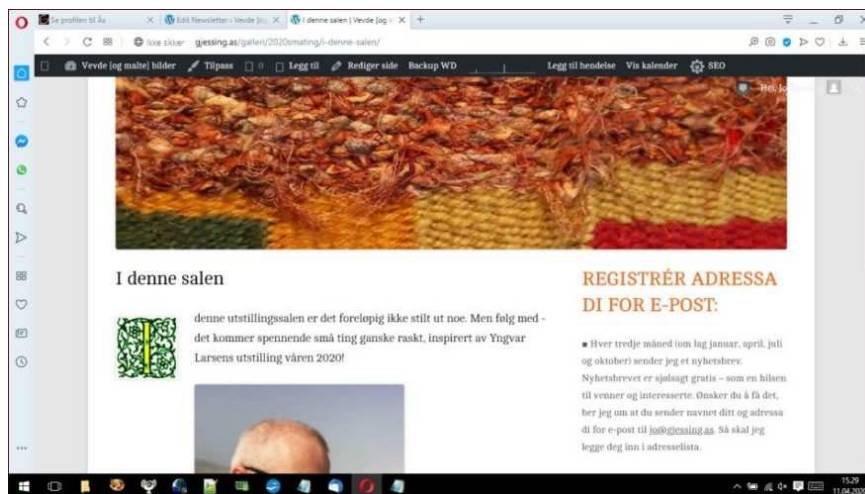 Se profilen til Ås
Edit Newsletter ‹ Vevde [og
I denne salen | Vevde [og
Ikke sikker gjessing.as/galleri/2020smating/i-denne-salen/
Vevde [og malte] bilder Tilpass 0 Legg til Rediger side Backup WD Legg til hendelse Vis kalender SEO
Hei, Jo
I denne salen
I denne utstillingssalen er det foreløpig ikke stilt ut noe. Men følg med -
det kommer spennende små ting ganske raskt, inspirert av Yngvar
Larsens utstilling våren 2020!
REGISTRÉR ADRESSA
DI FOR E-POST:
■ Hver tredje måned (om lag januar, april, juli
og oktober) sender jeg et nyhetsbrev.
Nyhetsbrevet er sjølsagt gratis – som en hilsen
til venner og interesserte. Ønsker du å få det,
ber jeg om at du sender navnet ditt og adressa
di for e-post til jo@gjessing.as. Så skal jeg
legge deg inn i adresselista.
15.29